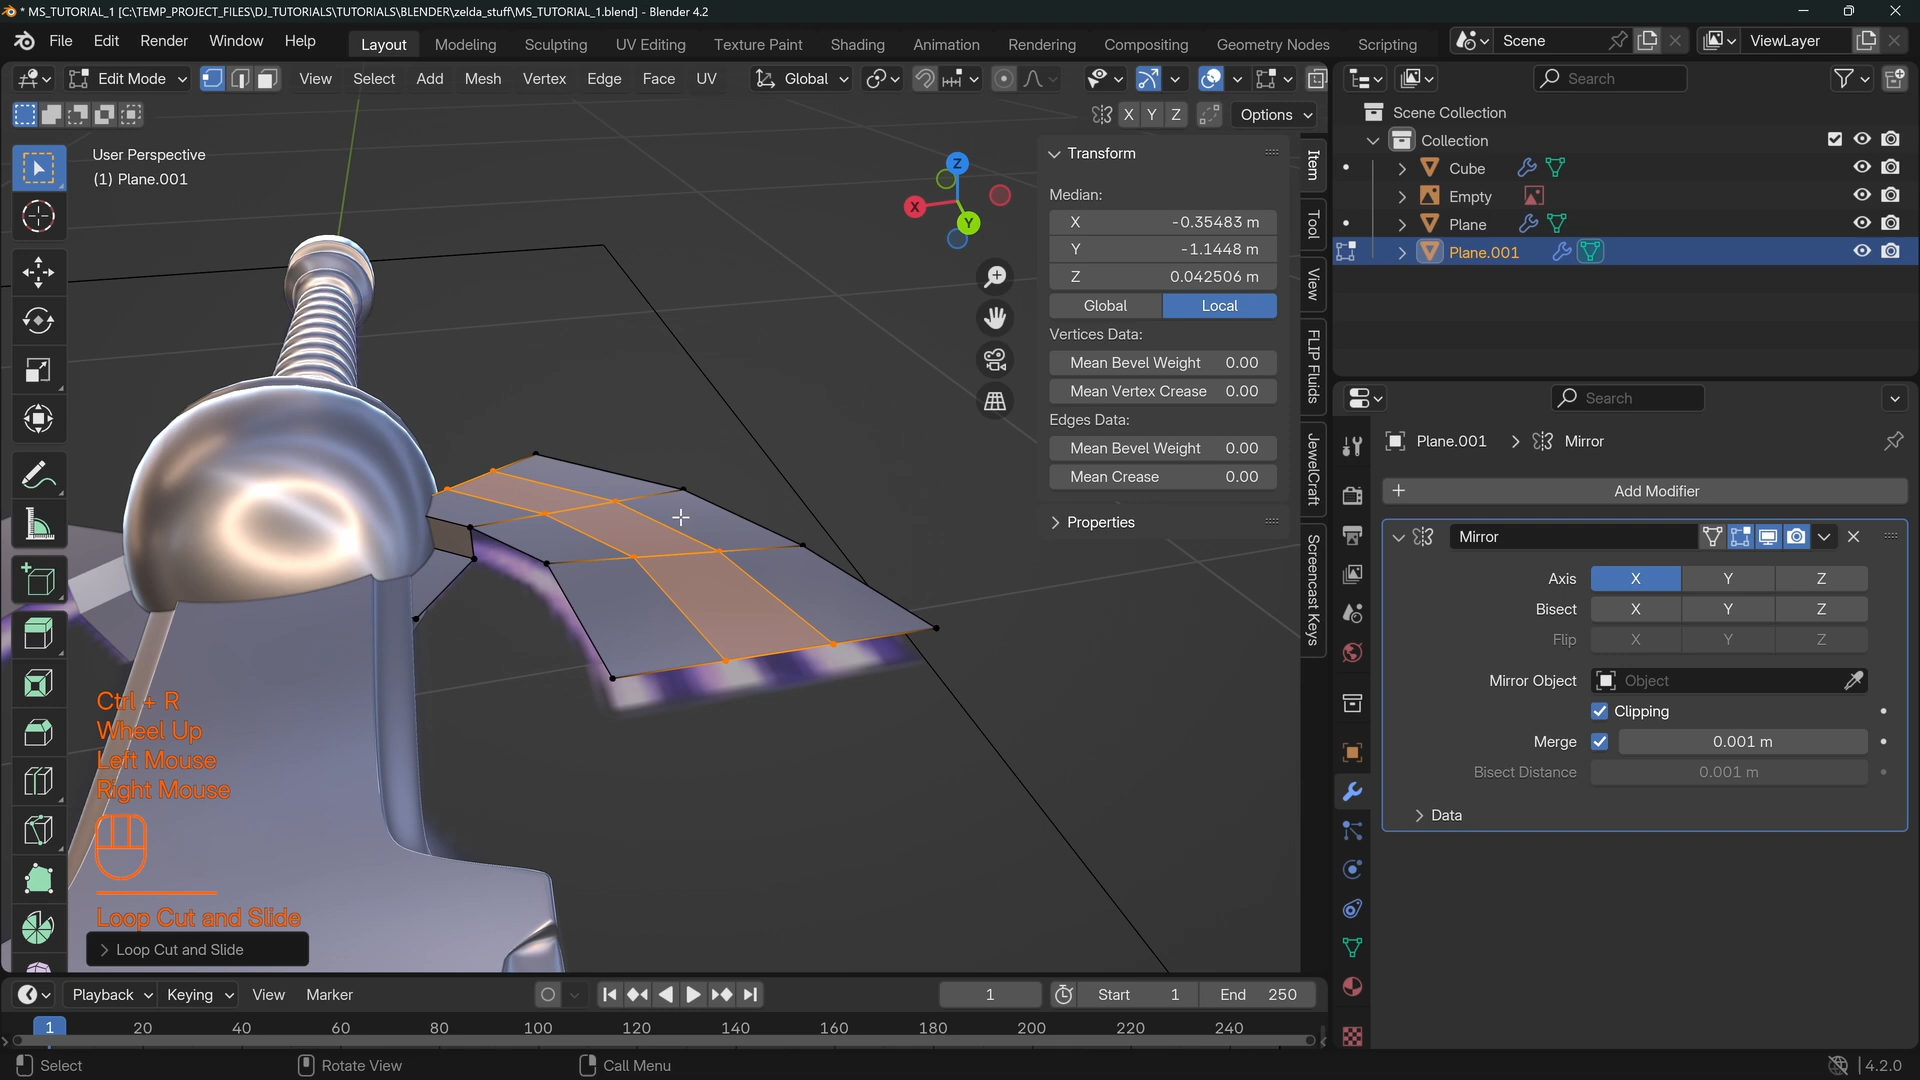 * MS_TUTORIAL_1 [C:\TEMP_PROJECT_FILES\DJ_TUTORIALS\TUTORIALS\BLENDER\zelda_stuff\MS_TUTORIAL_1.blend] - Blender 4.2
File Edit Render Window Help Layout Modeling Sculpting UV Editing Texture Paint Shading Animation Rendering Compositing Geometry Nodes Scripting Scene ViewLayer
Edit Mode View Select Add Mesh Vertex Edge Face UV Global
X Y Z Options
User Perspective
(1) Plane.001
Z
X
Y
Transform
Median:
X -0.35483 m
Y -1.1448 m
Z 0.042506 m
Global Local
Vertices Data:
Mean Bevel Weight 0.00
Mean Vertex Crease 0.00
Edges Data:
Mean Bevel Weight 0.00
Mean Crease 0.00
Properties
Item
Tool
View
FLIP Fluids
JewelCraft
Screencast Keys
Ctrl + R
Wheel Up
Left Mouse
Right Mouse
Loop Cut and Slide
Loop Cut and Slide
Search
Scene Collection
Collection
Cube
Empty
Plane
Plane.001
Search
Plane.001 Mirror
Add Modifier
Mirror
Axis X Y Z
Bisect X Y Z
Flip X Y Z
Mirror Object Object
Clipping
Merge 0.001 m
Bisect Distance 0.001 m
Data
Playback Keying View Marker 1 Start 1 End 250
1 20 40 60 80 100 120 140 160 180 200 220 240
Select Rotate View Call Menu 4.2.0